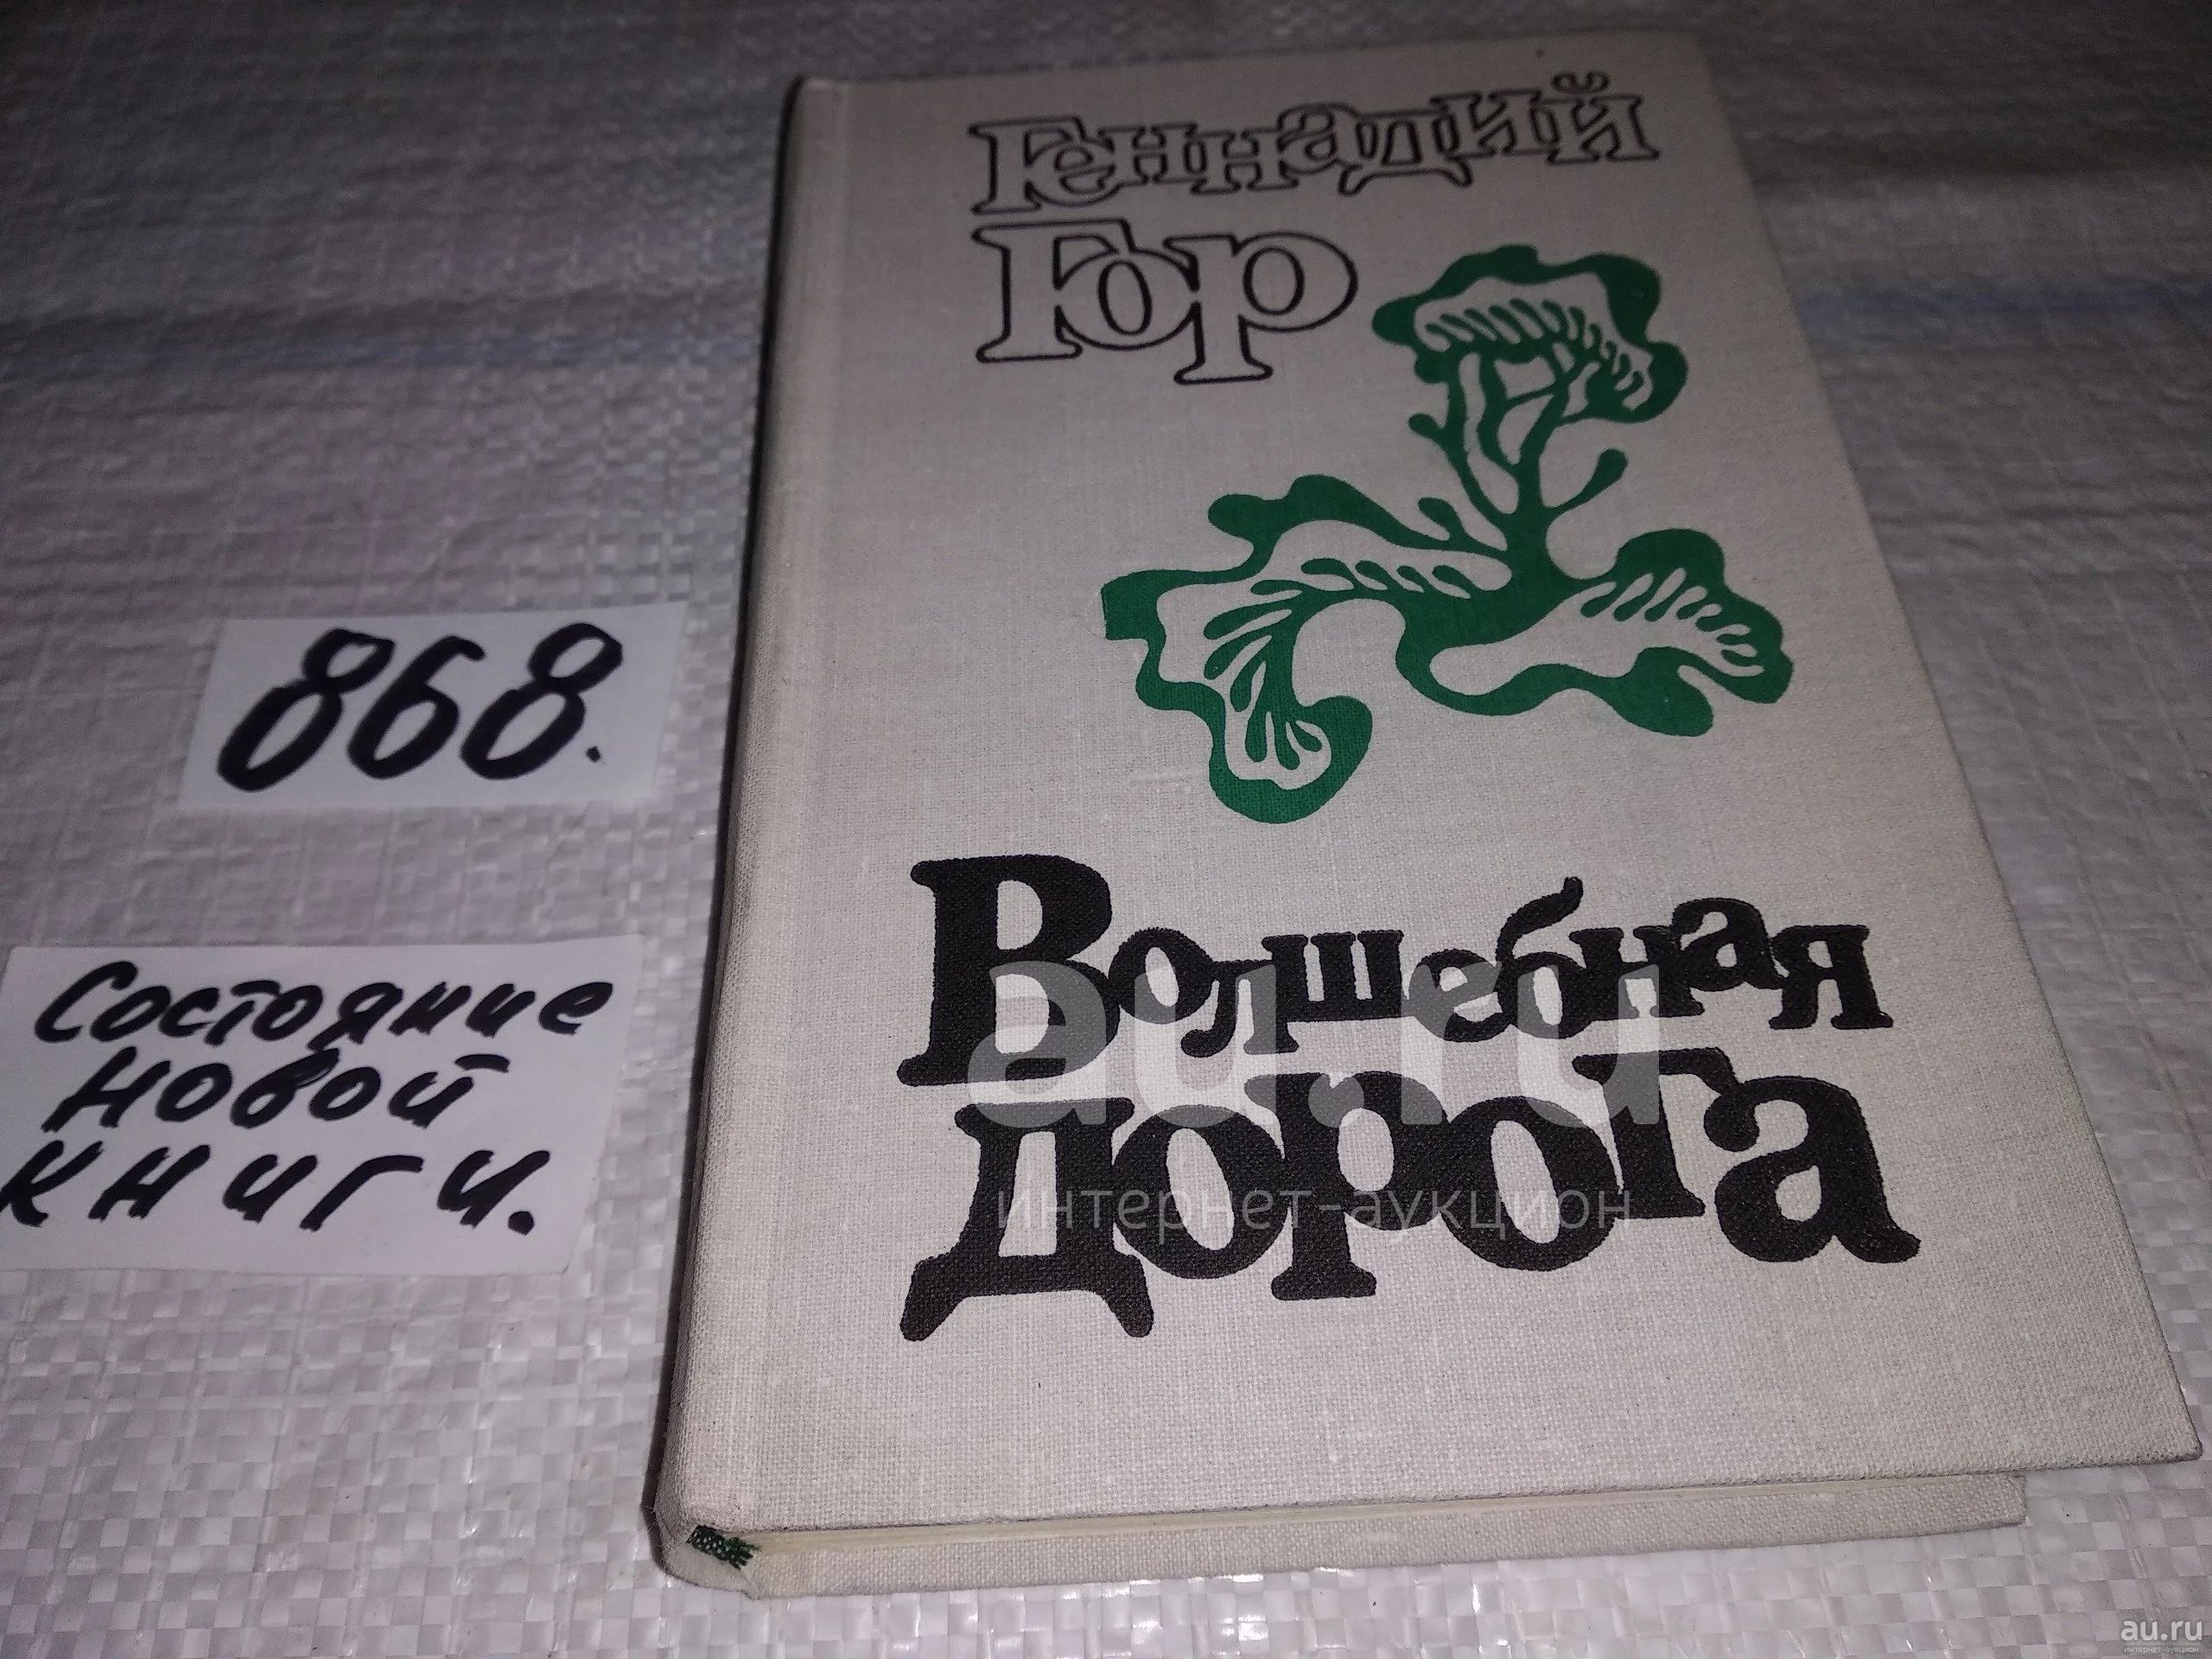 Геннадий
Гор
868.
Волшебная
дорога
Состояние
новой
книги.
au.ru
интернет-аукцион
au.ru
интернет-аукцион